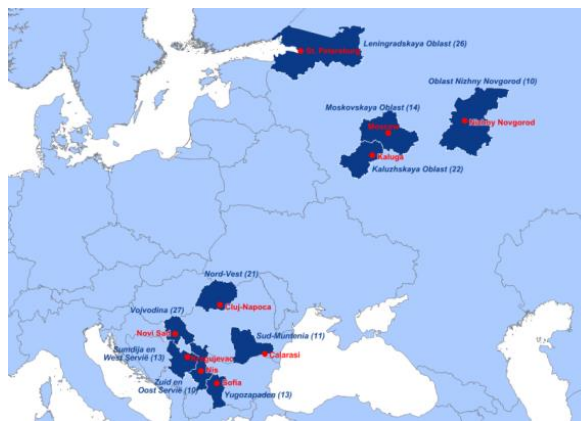 Leningradskaya Oblast (26)
St. Petersburg
Oblast Nizhny Novgorod (10)
Moskovskaya Oblast (14)
Moscow
Nizhny Novgorod
Kaluga
Kaluzhskaya Oblast (22)
Nord-Vest (21)
Vojvodina (27)
Cluj-Napoca
Novi Sad
Sud-Muntenia (11)
Sumdija en
West Servië (13)
Calarasi
Nis
Zuid en
Oost Servië (10)
Sofia
Yugozapaden (13)